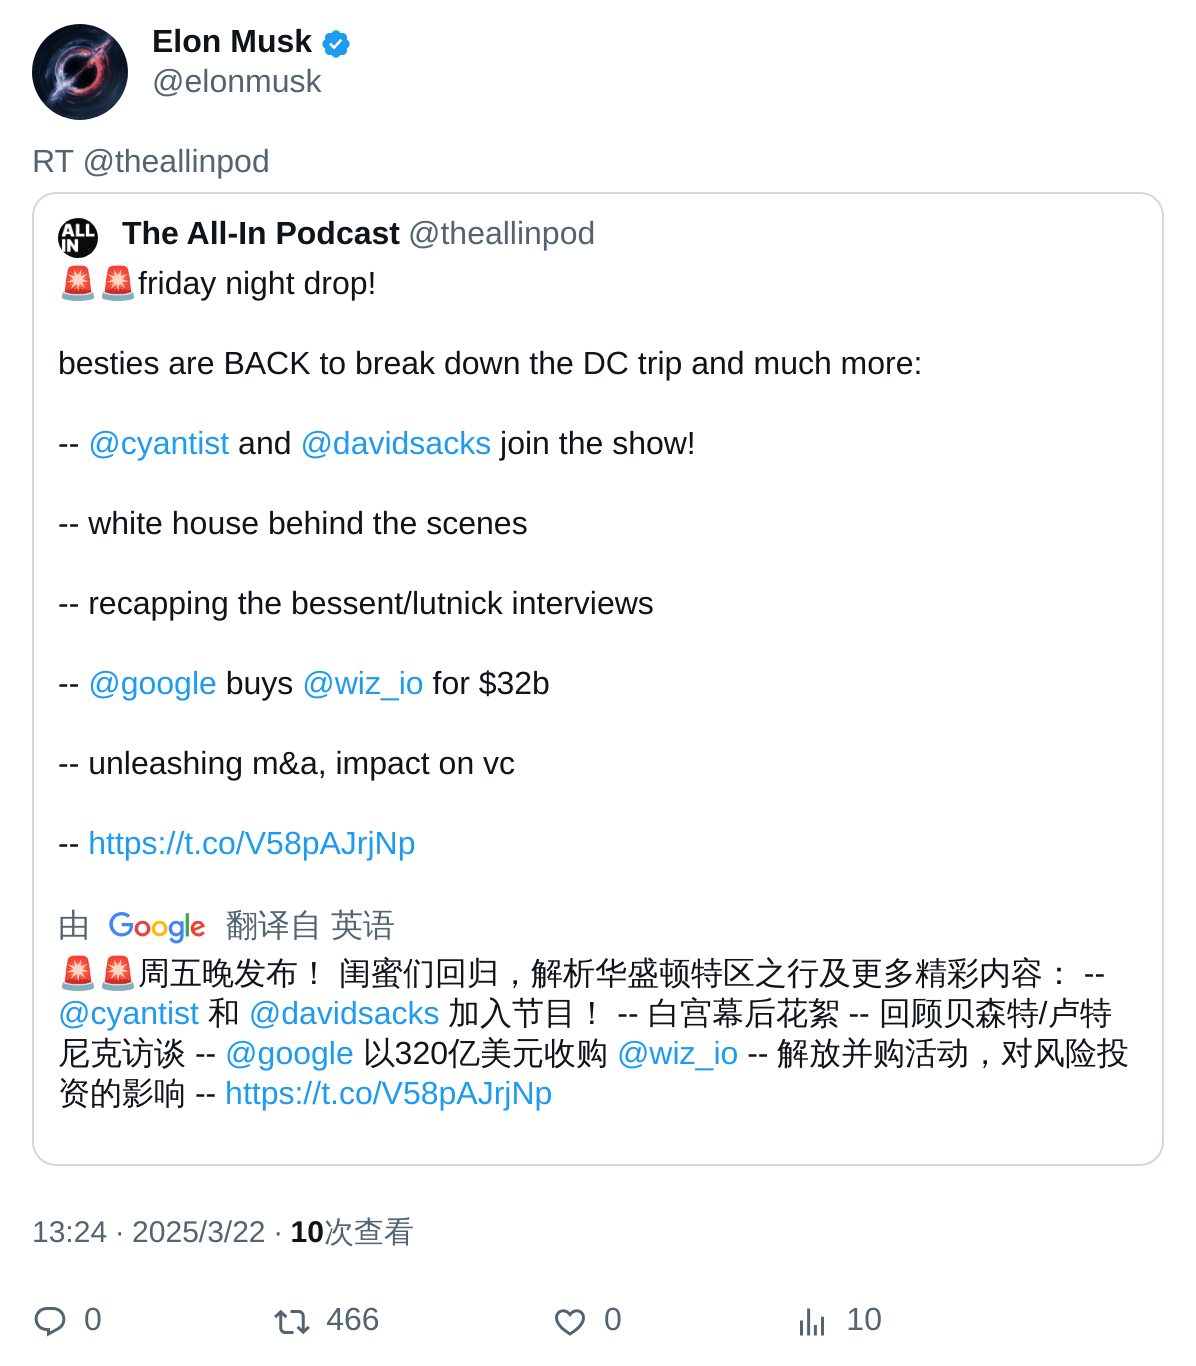 Elon Musk
@elonmusk
RT @theallinpod
ALL IN
The All-In Podcast @theallinpod
🚨🚨friday night drop!
besties are BACK to break down the DC trip and much more:
-- @cyantist and @davidsacks join the show!
-- white house behind the scenes
-- recapping the bessent/lutnick interviews
-- @google buys @wiz_io for $32b
-- unleashing m&a, impact on vc
-- https://t.co/V58pAJrjNp
由 Google 翻译自 英语
🚨🚨周五晚发布！ 闺蜜们回归，解析华盛顿特区之行及更多精彩内容： --
@cyantist 和 @davidsacks 加入节目！ -- 白宫幕后花絮 -- 回顾贝森特/卢特
尼克访谈 -- @google 以320亿美元收购 @wiz_io -- 解放并购活动，对风险投
资的影响 -- https://t.co/V58pAJrjNp
13:24 · 2025/3/22 · 10次查看
0 466 0 10